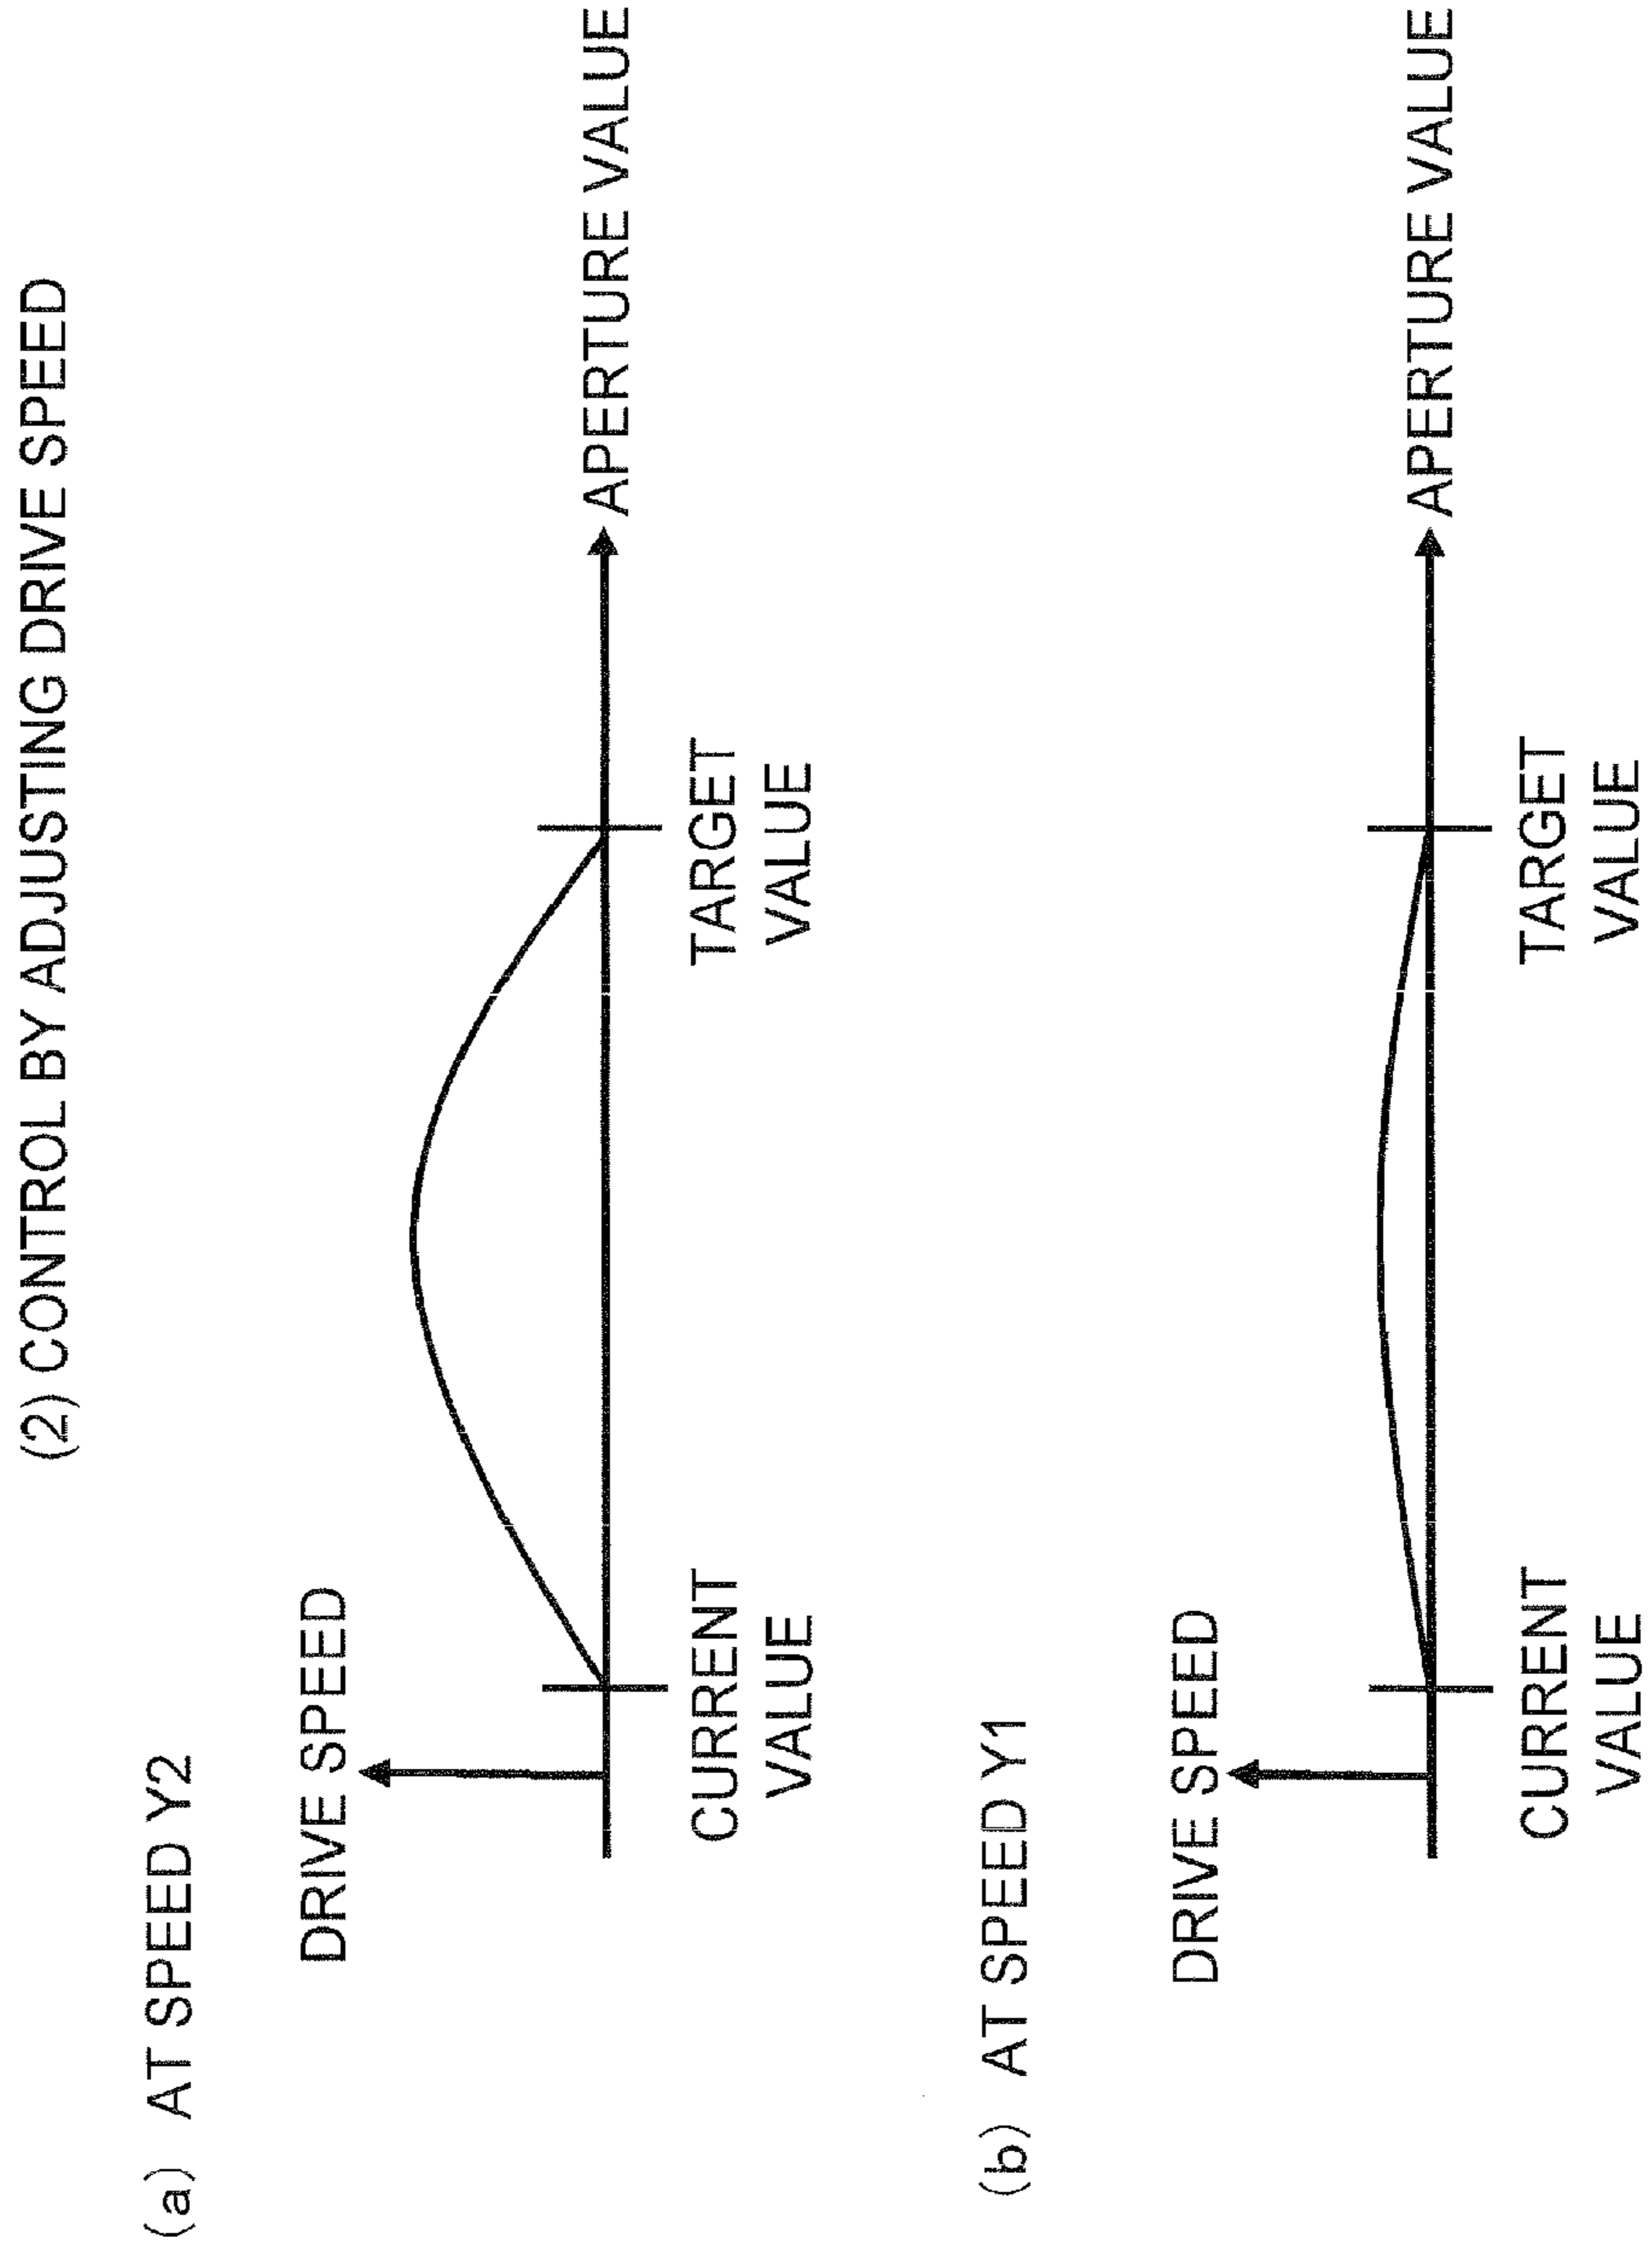 (2) CONTROL BY ADJUSTING DRIVE SPEED
(a) AT SPEED Y2
DRIVE SPEED
APERTURE VALUE
CURRENT
VALUE
TARGET
VALUE
(b) AT SPEED Y1
DRIVE SPEED
APERTURE VALUE
CURRENT
VALUE
TARGET
VALUE